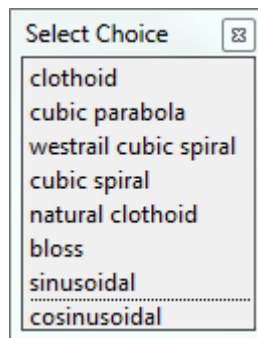 Select Choice
clothoid
cubic parabola
westrail cubic spiral
cubic spiral
natural clothoid
bloss
sinusoidal
cosinusoidal